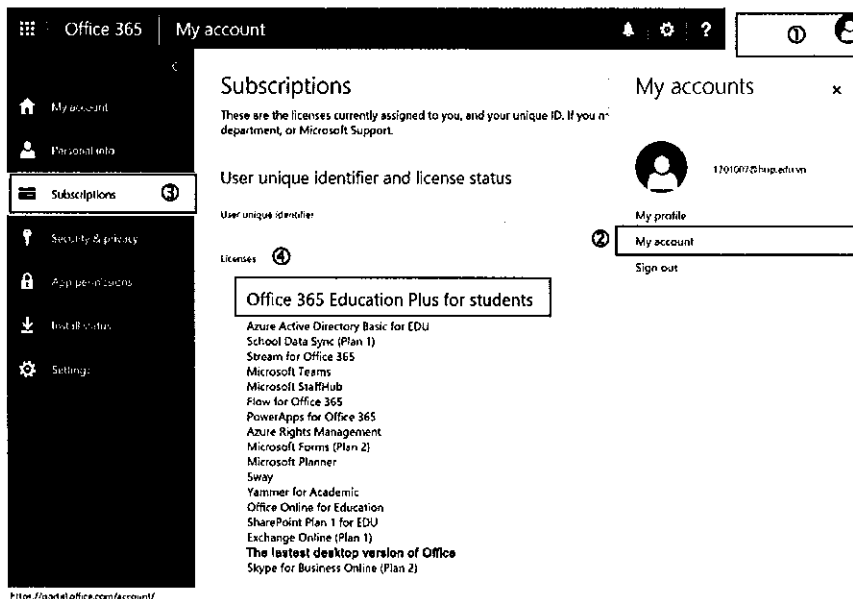 Office 365
My account
?
①
My account
Personal info
Subscriptions ③
Security & privacy
App permissions
Install status
Settings
Subscriptions
These are the licenses currently assigned to you, and your unique ID. If you n
department, or Microsoft Support.
User unique identifier and license status
User unique identifier
Licenses ④
Office 365 Education Plus for students
Azure Active Directory Basic for EDU
School Data Sync (Plan 1)
Stream for Office 365
Microsoft Teams
Microsoft StaffHub
Flow for Office 365
PowerApps for Office 365
Azure Rights Management
Microsoft Forms (Plan 2)
Microsoft Planner
Sway
Yammer for Academic
Office Online for Education
SharePoint Plan 1 for EDU
Exchange Online (Plan 1)
The lastest desktop version of Office
Skype for Business Online (Plan 2)
My accounts ×
My profile
② My account
Sign out
https://portal.office.com/account/